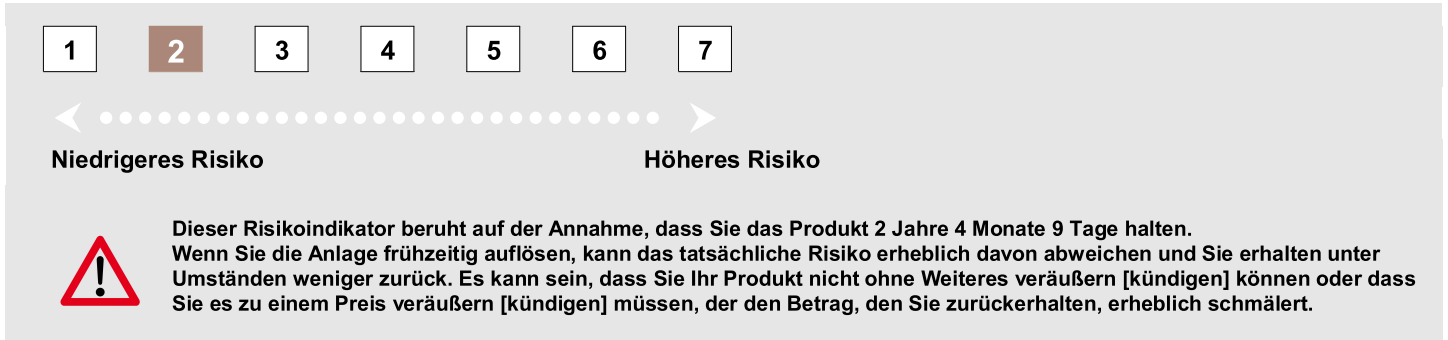 1 2 3 4 5 6 7
Niedrigeres Risiko Höheres Risiko
Dieser Risikoindikator beruht auf der Annahme, dass Sie das Produkt 2 Jahre 4 Monate 9 Tage halten.
Wenn Sie die Anlage frühzeitig auflösen, kann das tatsächliche Risiko erheblich davon abweichen und Sie erhalten unter
Umständen weniger zurück. Es kann sein, dass Sie Ihr Produkt nicht ohne Weiteres veräußern [kündigen] können oder dass
Sie es zu einem Preis veräußern [kündigen] müssen, der den Betrag, den Sie zurückerhalten, erheblich schmälert.